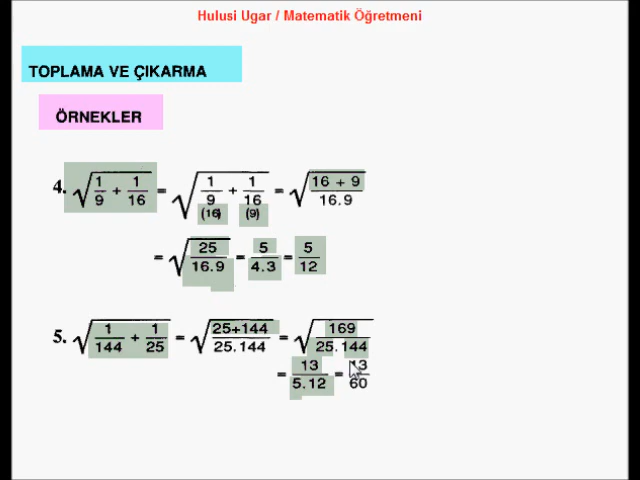 Hulusi Ugar / Matematik Öğretmeni
TOPLAMA VE ÇIKARMA
ÖRNEKLER
4. √(1/9 + 1/16) = √(1/9 + 1/16) = √((16 + 9)/(16.9))
(16) (9)
= √(25/(16.9)) = 5/(4.3) = 5/12
5. √(1/144 + 1/25) = √((25+144)/(25.144)) = √(169/(25.144))
= 13/(5.12) = 13/60